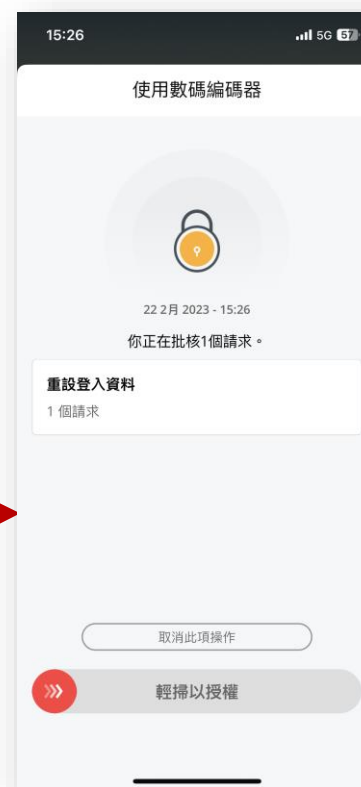 15:26
5G 57
使用數碼編碼器
22 2月 2023 - 15:26
你正在批核1個請求。
重設登入資料
1 個請求
取消此項操作
輕掃以授權